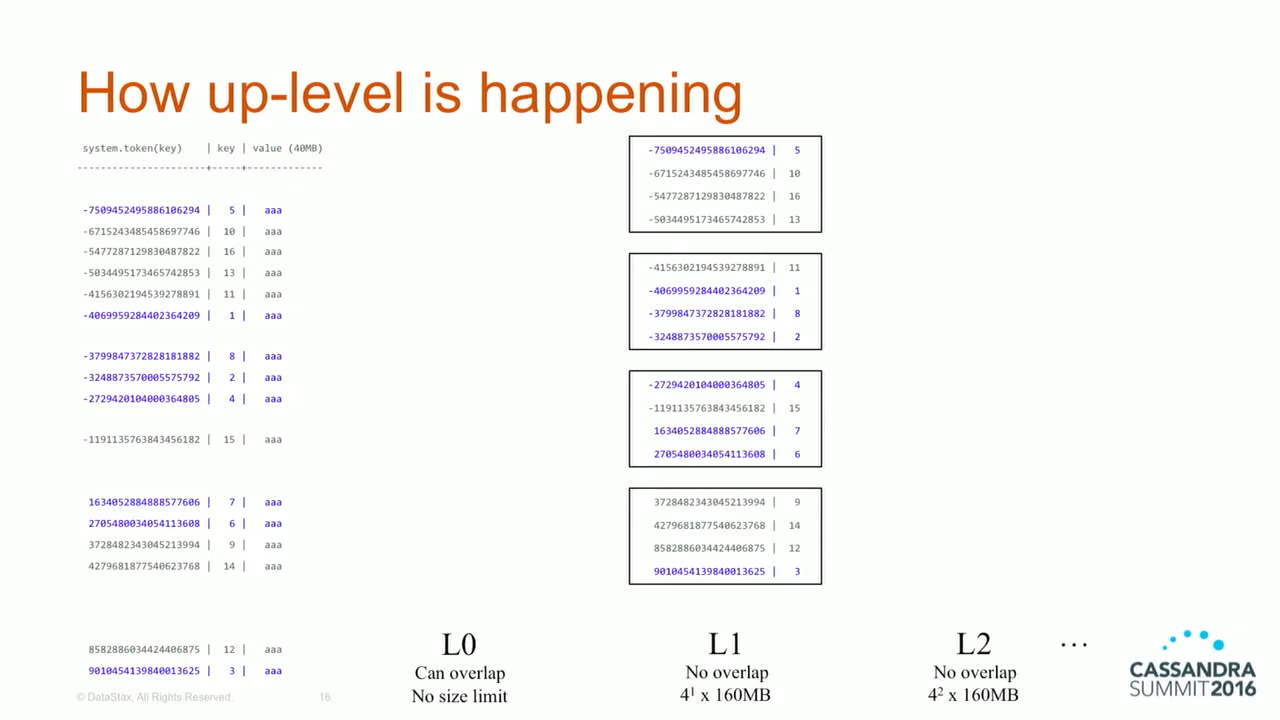 How up-level is happening
system.token(key) | key | value (40MB)
----------------------+-----+-------------
-7509452495886106294 | 5 | aaa
-6715243485458697746 | 10 | aaa
-5477287129830487822 | 16 | aaa
-5034495173465742853 | 13 | aaa
-4156302194539278891 | 11 | aaa
-4069959284402364209 | 1 | aaa
-3799847372828181882 | 8 | aaa
-3248873570005575792 | 2 | aaa
-2729420104000364805 | 4 | aaa
-1191135763843456182 | 15 | aaa
1634052884888577606 | 7 | aaa
2705480034054113608 | 6 | aaa
3728482343045213994 | 9 | aaa
4279681877540623768 | 14 | aaa
8582886034424406875 | 12 | aaa
9010454139840013625 | 3 | aaa
-7509452495886106294 | 5
-6715243485458697746 | 10
-5477287129830487822 | 16
-5034495173465742853 | 13
-4156302194539278891 | 11
-4069959284402364209 | 1
-3799847372828181882 | 8
-3248873570005575792 | 2
-2729420104000364805 | 4
-1191135763843456182 | 15
1634052884888577606 | 7
2705480034054113608 | 6
3728482343045213994 | 9
4279681877540623768 | 14
8582886034424406875 | 12
9010454139840013625 | 3
L0
Can overlap
No size limit
L1
No overlap
4¹ x 160MB
L2
No overlap
4² x 160MB
...
© DataStax, All Rights Reserved.
16
CASSANDRA
SUMMIT2016